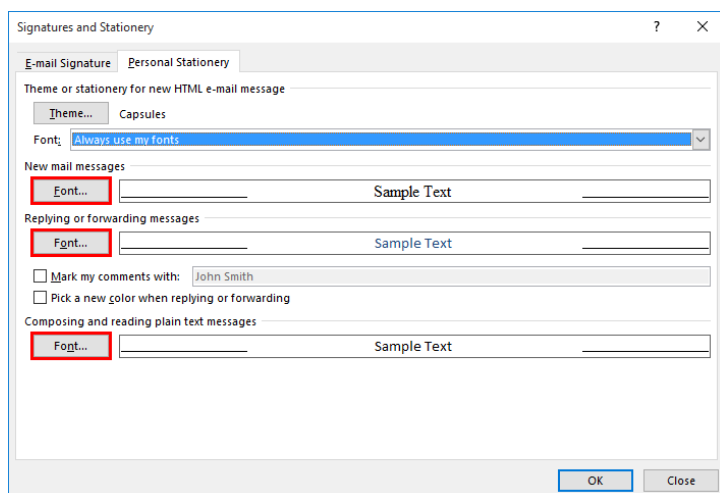 Signatures and Stationery ?
E-mail Signature Personal Stationery
Theme or stationery for new HTML e-mail message
Theme... Capsules
Font: Always use my fonts
New mail messages
Font... Sample Text
Replying or forwarding messages
Font... Sample Text
Mark my comments with: John Smith
Pick a new color when replying or forwarding
Composing and reading plain text messages
Font... Sample Text
OK Close